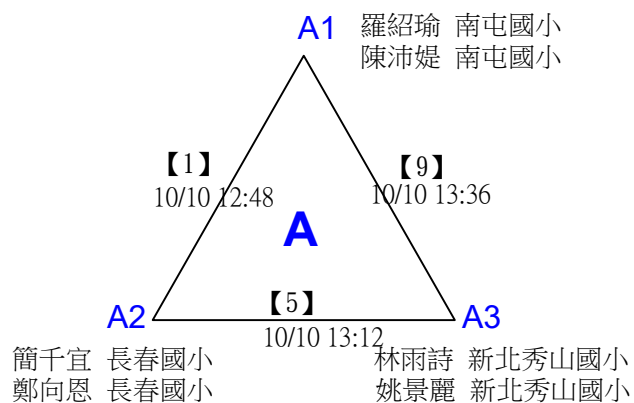 A1
羅紹瑜 南屯國小
陳沛媞 南屯國小
【1】
10/10 12:48
【9】
10/10 13:36
A
A2
【5】
10/10 13:12
A3
簡千宜 長春國小
鄭向恩 長春國小
林雨詩 新北秀山國小
姚景麗 新北秀山國小